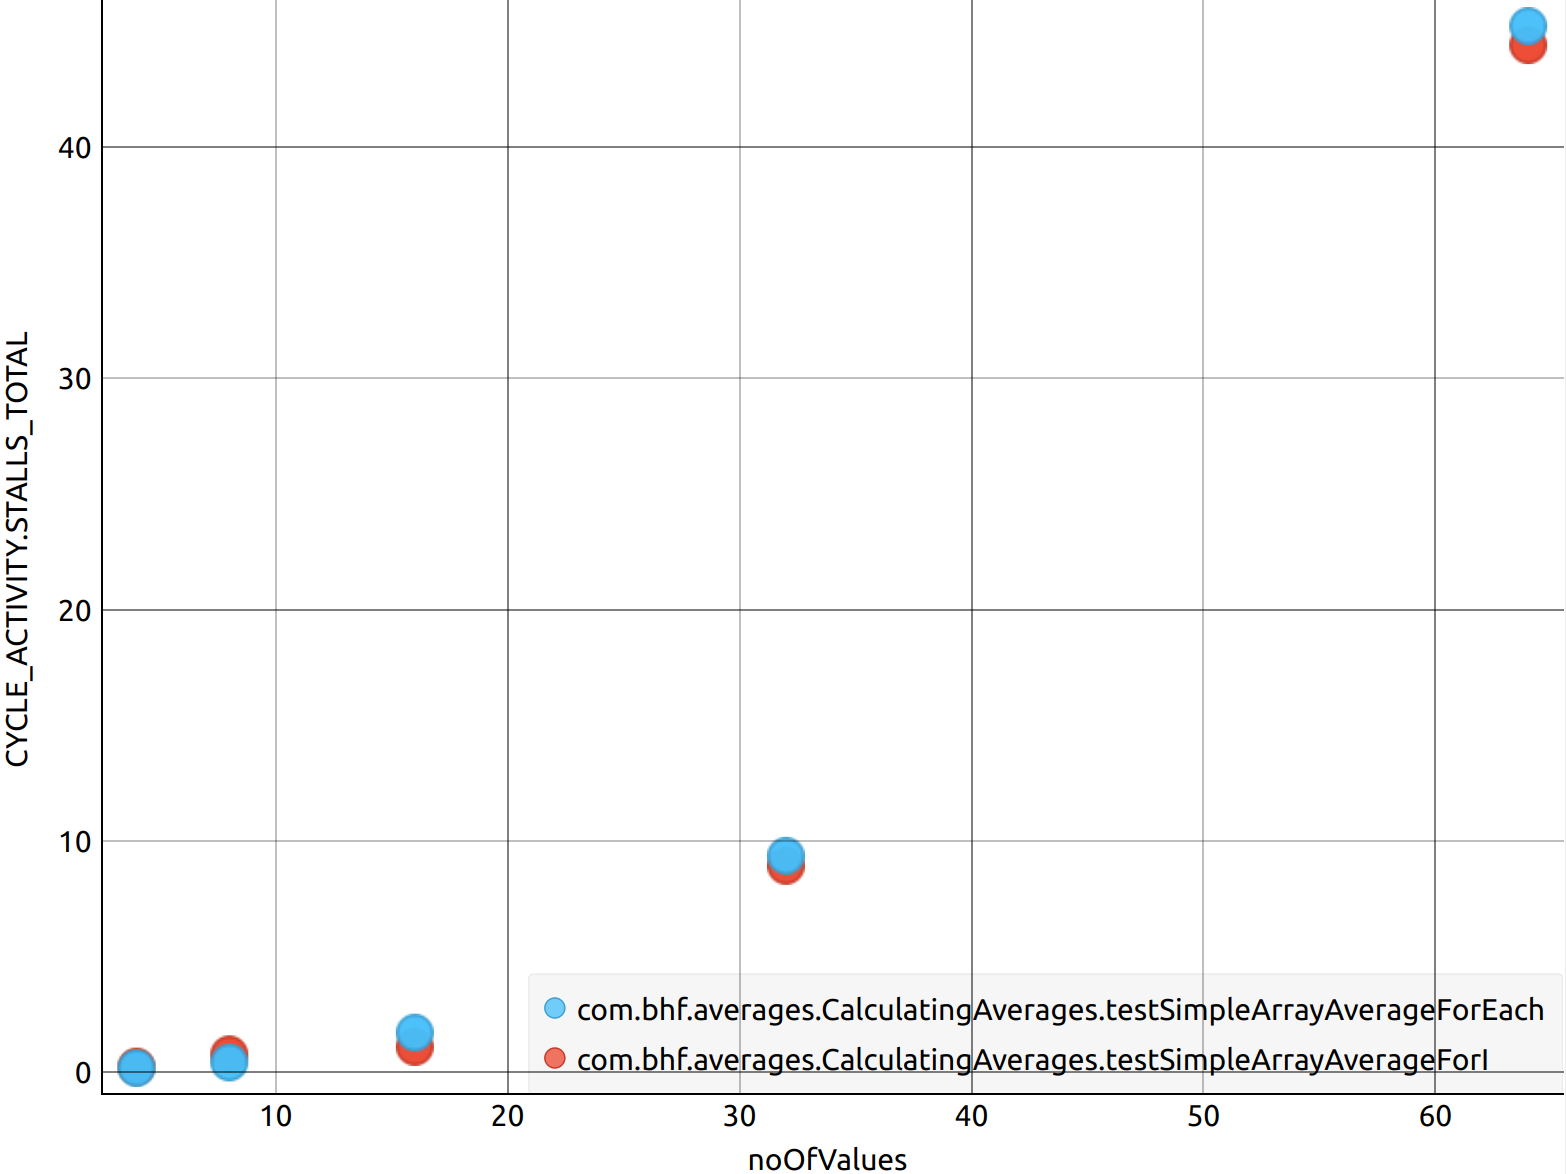 40
30
20
10
0
CYCLE_ACTIVITY.STALLS_TOTAL
com.bhf.averages.CalculatingAverages.testSimpleArrayAverageForEach
com.bhf.averages.CalculatingAverages.testSimpleArrayAverageForI
10 20 30 40 50 60
noOfValues